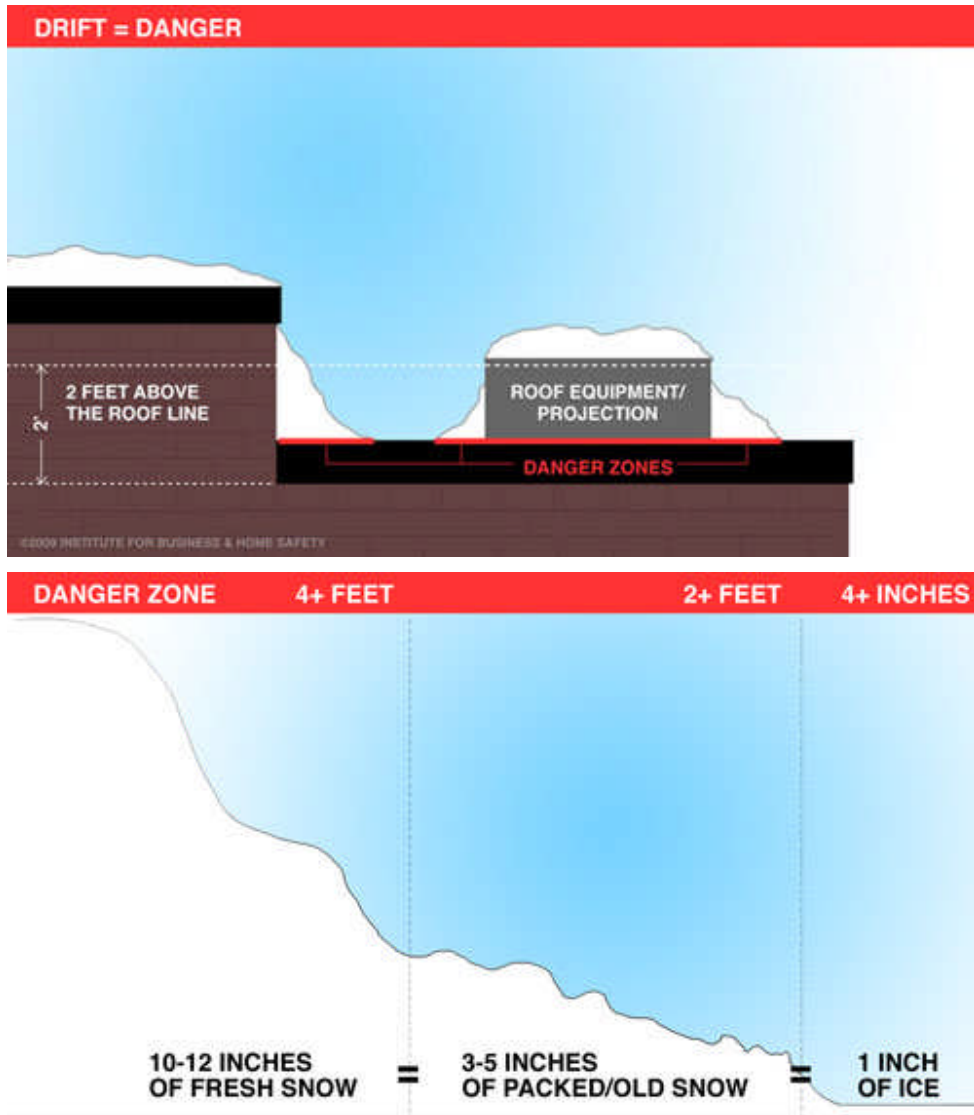 DRIFT = DANGER
2 FEET ABOVE
THE ROOF LINE
2'
ROOF EQUIPMENT/
PROJECTION
DANGER ZONES
©2009 INSTITUTE FOR BUSINESS & HOME SAFETY
DANGER ZONE 4+ FEET 2+ FEET 4+ INCHES
10-12 INCHES
OF FRESH SNOW
=
3-5 INCHES
OF PACKED/OLD SNOW
=
1 INCH
OF ICE